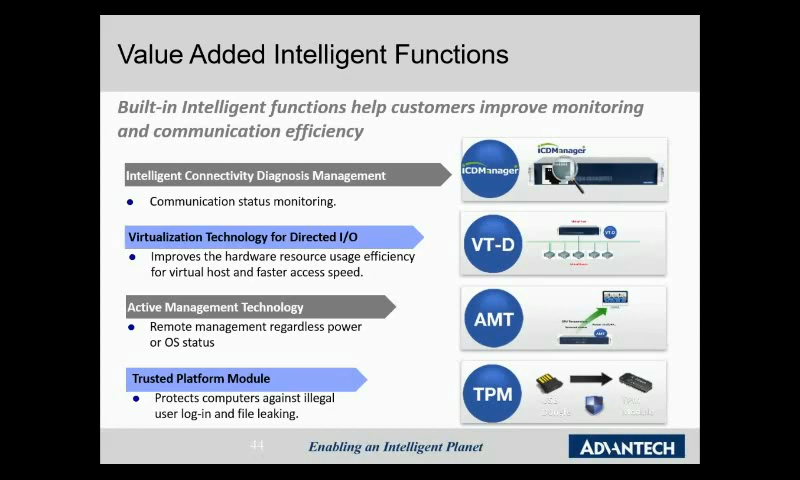 Value Added Intelligent Functions
Built-in Intelligent functions help customers improve monitoring
and communication efficiency
Intelligent Connectivity Diagnosis Management
Communication status monitoring.
Virtualization Technology for Directed I/O
Improves the hardware resource usage efficiency
for virtual host and faster access speed.
Active Management Technology
Remote management regardless power
or OS status
Trusted Platform Module
Protects computers against illegal
user log-in and file leaking.
iCDManager
iCDManager
VT-D
VT-D
AMT
AMT
TPM
44
Enabling an Intelligent Planet
ADVANTECH